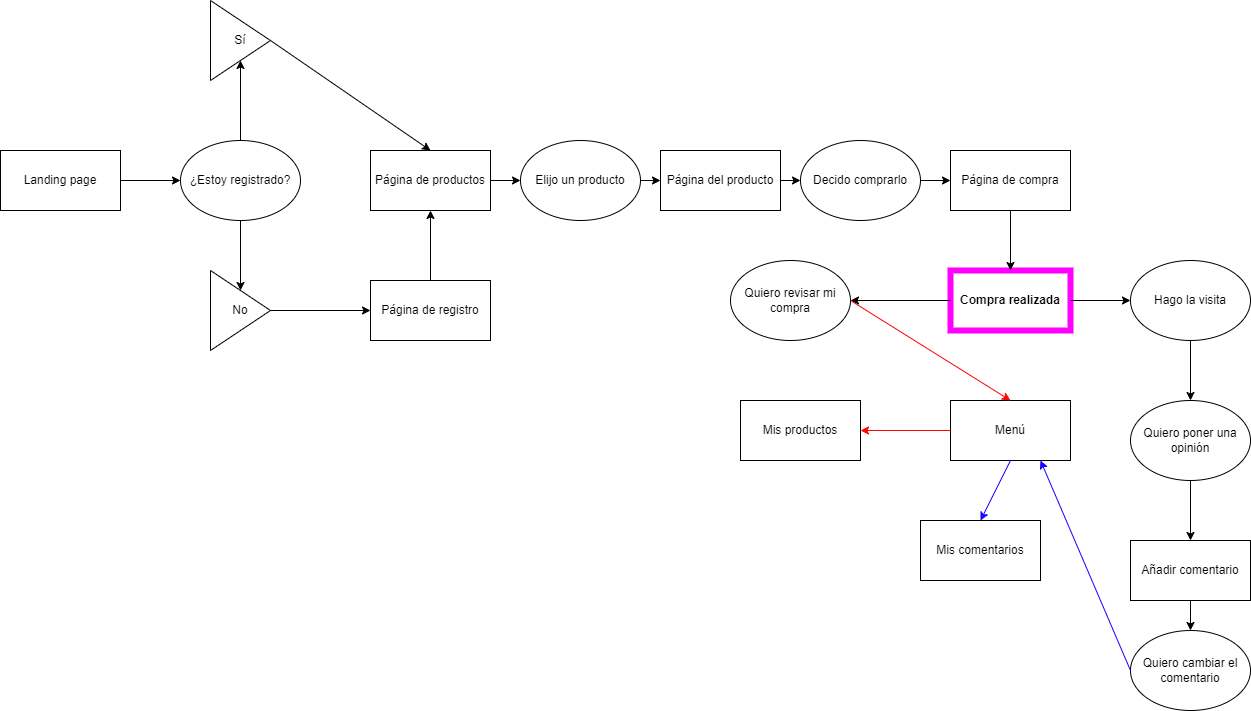 Sí
Landing page
¿Estoy registrado?
Página de productos
Elijo un producto
Página del producto
Decido comprarlo
Página de compra
No
Página de registro
Quiero revisar mi
compra
Compra realizada
Hago la visita
Mis productos
Menú
Quiero poner una
opinión
Mis comentarios
Añadir comentario
Quiero cambiar el
comentario